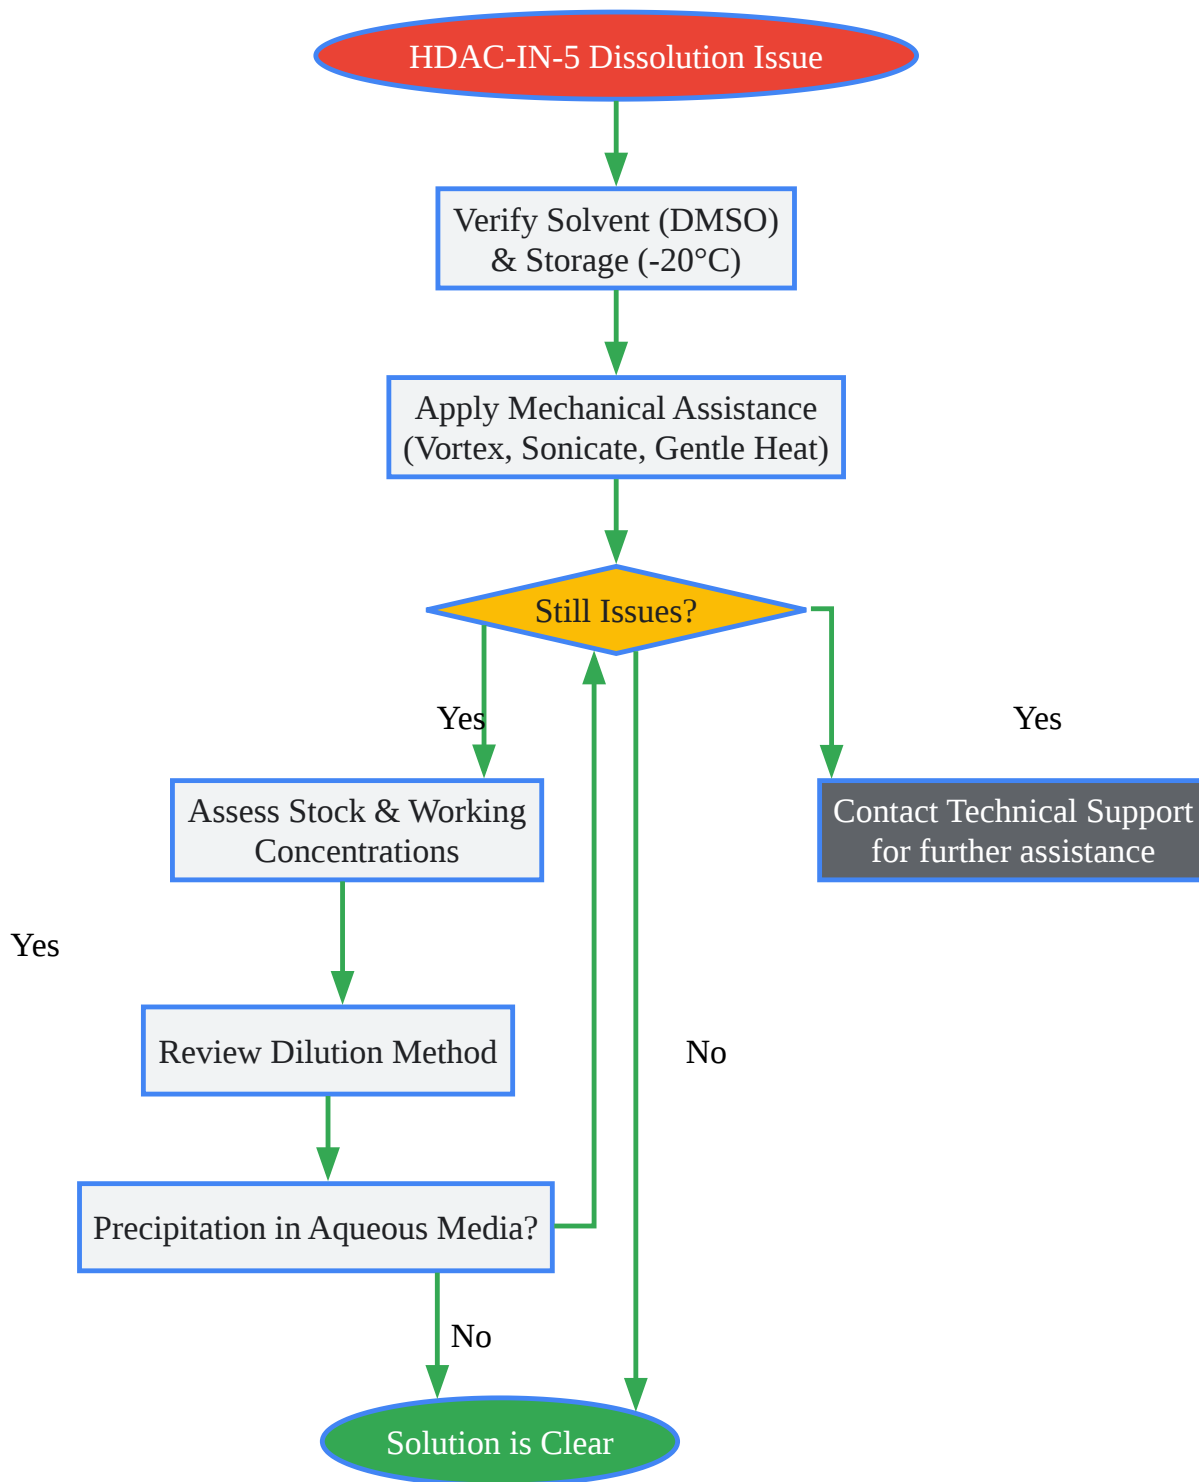 HDAC-IN-5 Dissolution Issue
Verify Solvent (DMSO)
& Storage (-20°C)
Apply Mechanical Assistance
(Vortex, Sonicate, Gentle Heat)
Still Issues?
Yes
Yes
Assess Stock & Working
Concentrations
Contact Technical Support
for further assistance
Yes
Review Dilution Method
No
Precipitation in Aqueous Media?
No
Solution is Clear